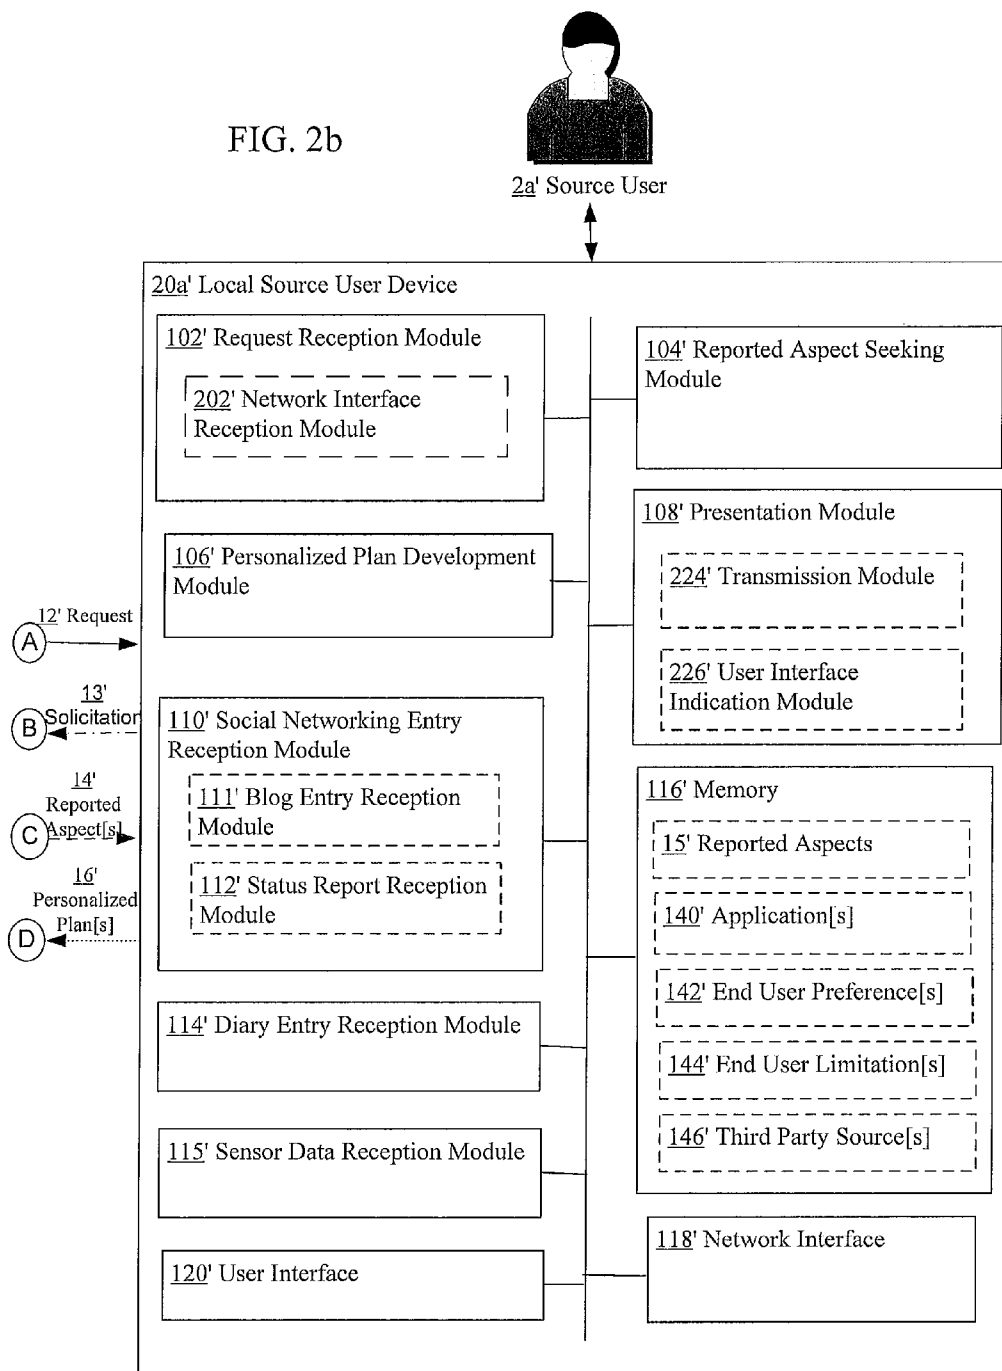 FIG. 2b
2a' Source User
20a' Local Source User Device
102' Request Reception Module
202' Network Interface
Reception Module
104' Reported Aspect Seeking
Module
106' Personalized Plan Development
Module
108' Presentation Module
224' Transmission Module
226' User Interface
Indication Module
12' Request
A
13'
Solicitation
B
14'
Reported
Aspect[s]
C
16'
Personalized
Plan[s]
D
110' Social Networking Entry
Reception Module
111' Blog Entry Reception
Module
112' Status Report Reception
Module
116' Memory
15' Reported Aspects
140' Application[s]
142' End User Preference[s]
144' End User Limitation[s]
146' Third Party Source[s]
114' Diary Entry Reception Module
115' Sensor Data Reception Module
118' Network Interface
120' User Interface